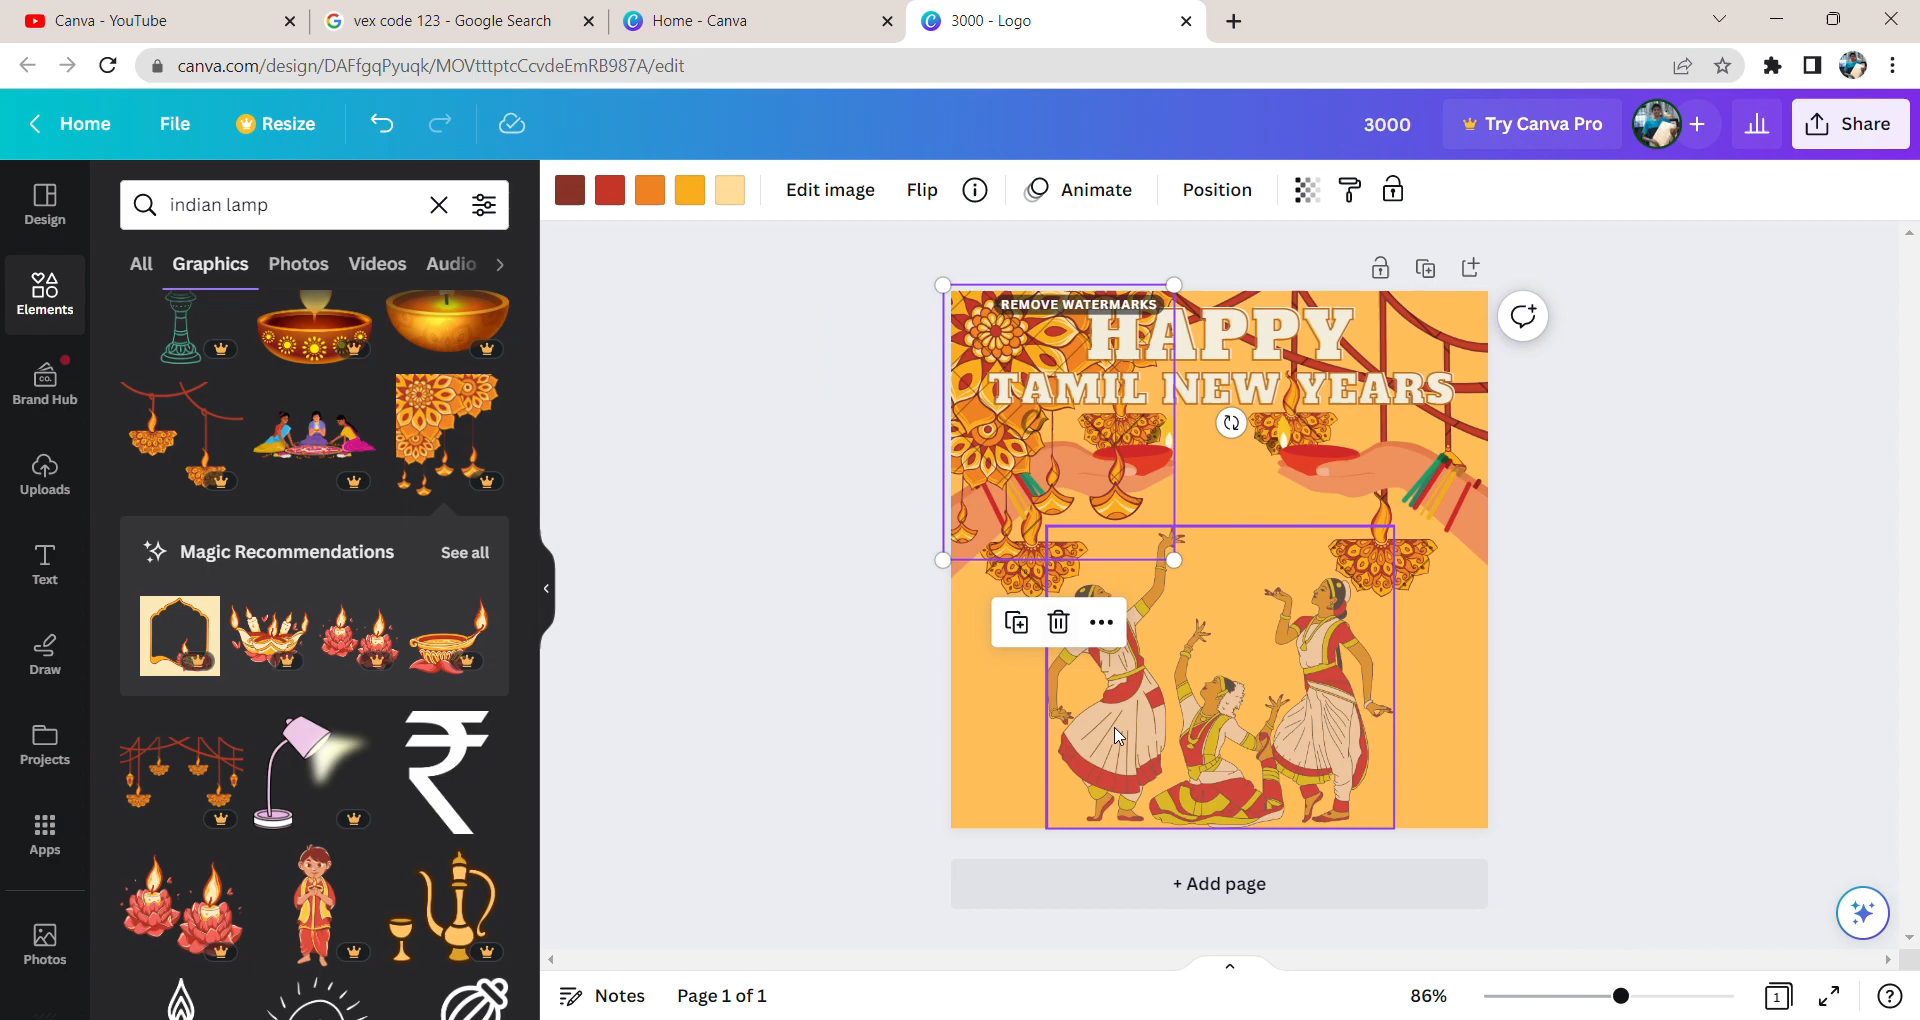 Canva - YouTube
vex code 123 - Google Search
Home - Canva
3000 - Logo
canva.com/design/DAFfgqPyuqk/MOVtttptcCcvdeEmRB987A/edit
Home
File
Resize
3000
Try Canva Pro
Share
Design
Elements
Brand Hub
CO.
Uploads
Text
Draw
Projects
Apps
Photos
indian lamp
All
Graphics
Photos
Videos
Audio
Magic Recommendations
See all
₹
Edit image
Flip
Animate
Position
REMOVE WATERMARKS
HAPPY
TAMIL NEW YEARS
+ Add page
Notes
Page 1 of 1
86%
1